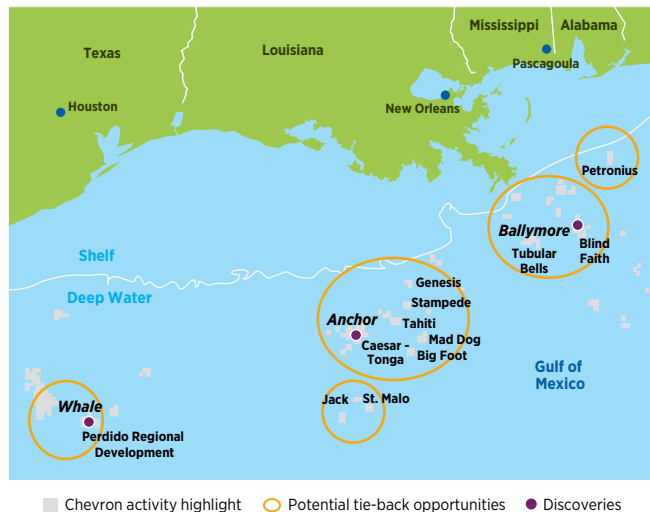 Mississippi
Alabama
Texas
Louisiana
Pascagoula
Houston
New Orleans
Petronius
Ballymore
Blind
Faith
Tubular
Bells
Shelf
Deep Water
Genesis
Stampede
Anchor
Tahiti
Caesar -
Tonga
Mad Dog
Big Foot
Gulf of
Mexico
Jack
St. Malo
Whale
Perdido Regional
Development
Chevron activity highlight
Potential tie-back opportunities
Discoveries